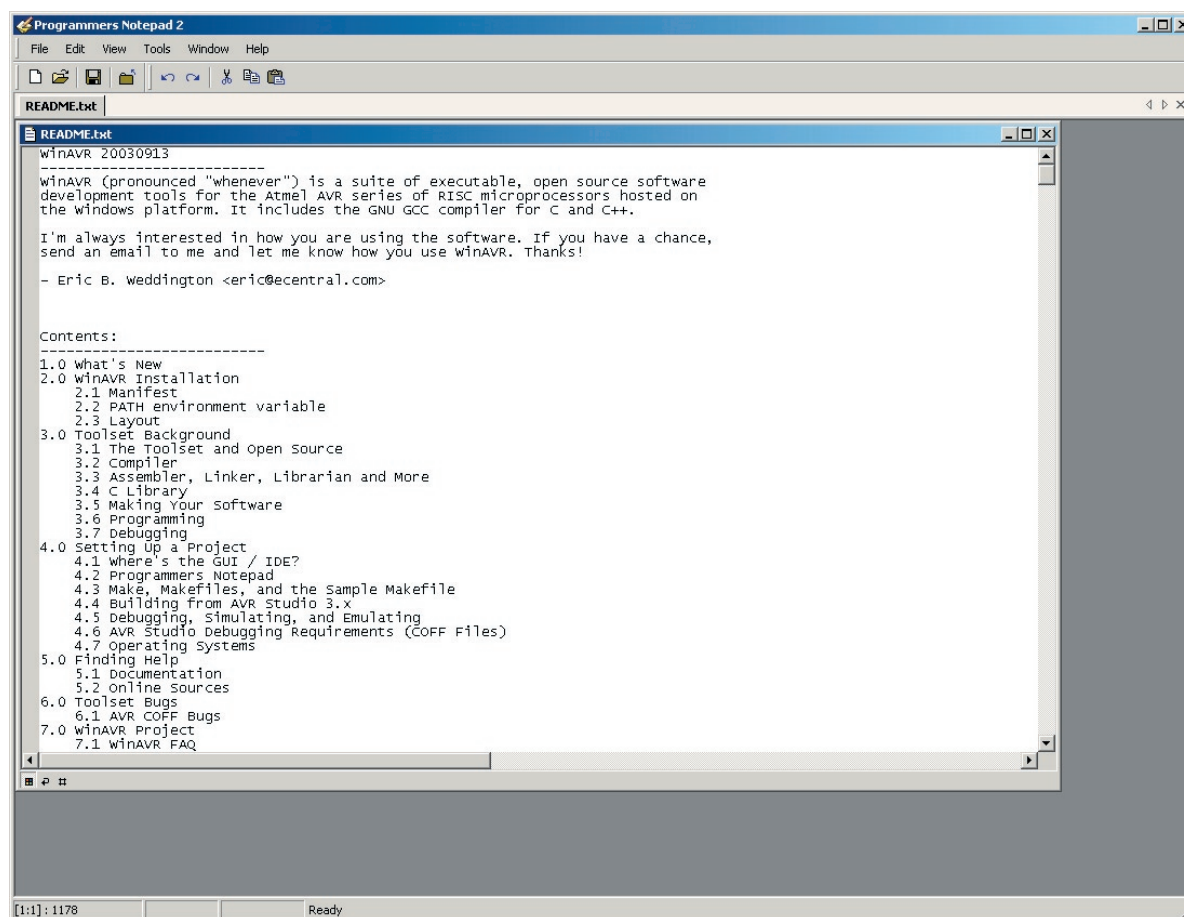 Programmers Notepad 2
File Edit View Tools Window Help
README.txt
README.txt
WinAVR 20030913
--------------------------
WinAVR (pronounced "whenever") is a suite of executable, open source software
development tools for the Atmel AVR series of RISC microprocessors hosted on
the Windows platform. It includes the GNU GCC compiler for C and C++.
I'm always interested in how you are using the software. If you have a chance,
send an email to me and let me know how you use WinAVR. Thanks!
- Eric B. Weddington <eric@ecentral.com>
Contents:
--------------------------
1.0 What's New
2.0 WinAVR Installation
2.1 Manifest
2.2 PATH environment variable
2.3 Layout
3.0 Toolset Background
3.1 The Toolset and Open Source
3.2 Compiler
3.3 Assembler, Linker, Librarian and More
3.4 C Library
3.5 Making Your Software
3.6 Programming
3.7 Debugging
4.0 Setting Up a Project
4.1 Where's the GUI / IDE?
4.2 Programmers Notepad
4.3 Make, Makefiles, and the Sample Makefile
4.4 Building from AVR Studio 3.x
4.5 Debugging, Simulating, and Emulating
4.6 AVR Studio Debugging Requirements (COFF Files)
4.7 Operating Systems
5.0 Finding Help
5.1 Documentation
5.2 Online Sources
6.0 Toolset Bugs
6.1 AVR COFF Bugs
7.0 WinAVR Project
7.1 WinAVR FAQ
[1:1] : 1178 Ready